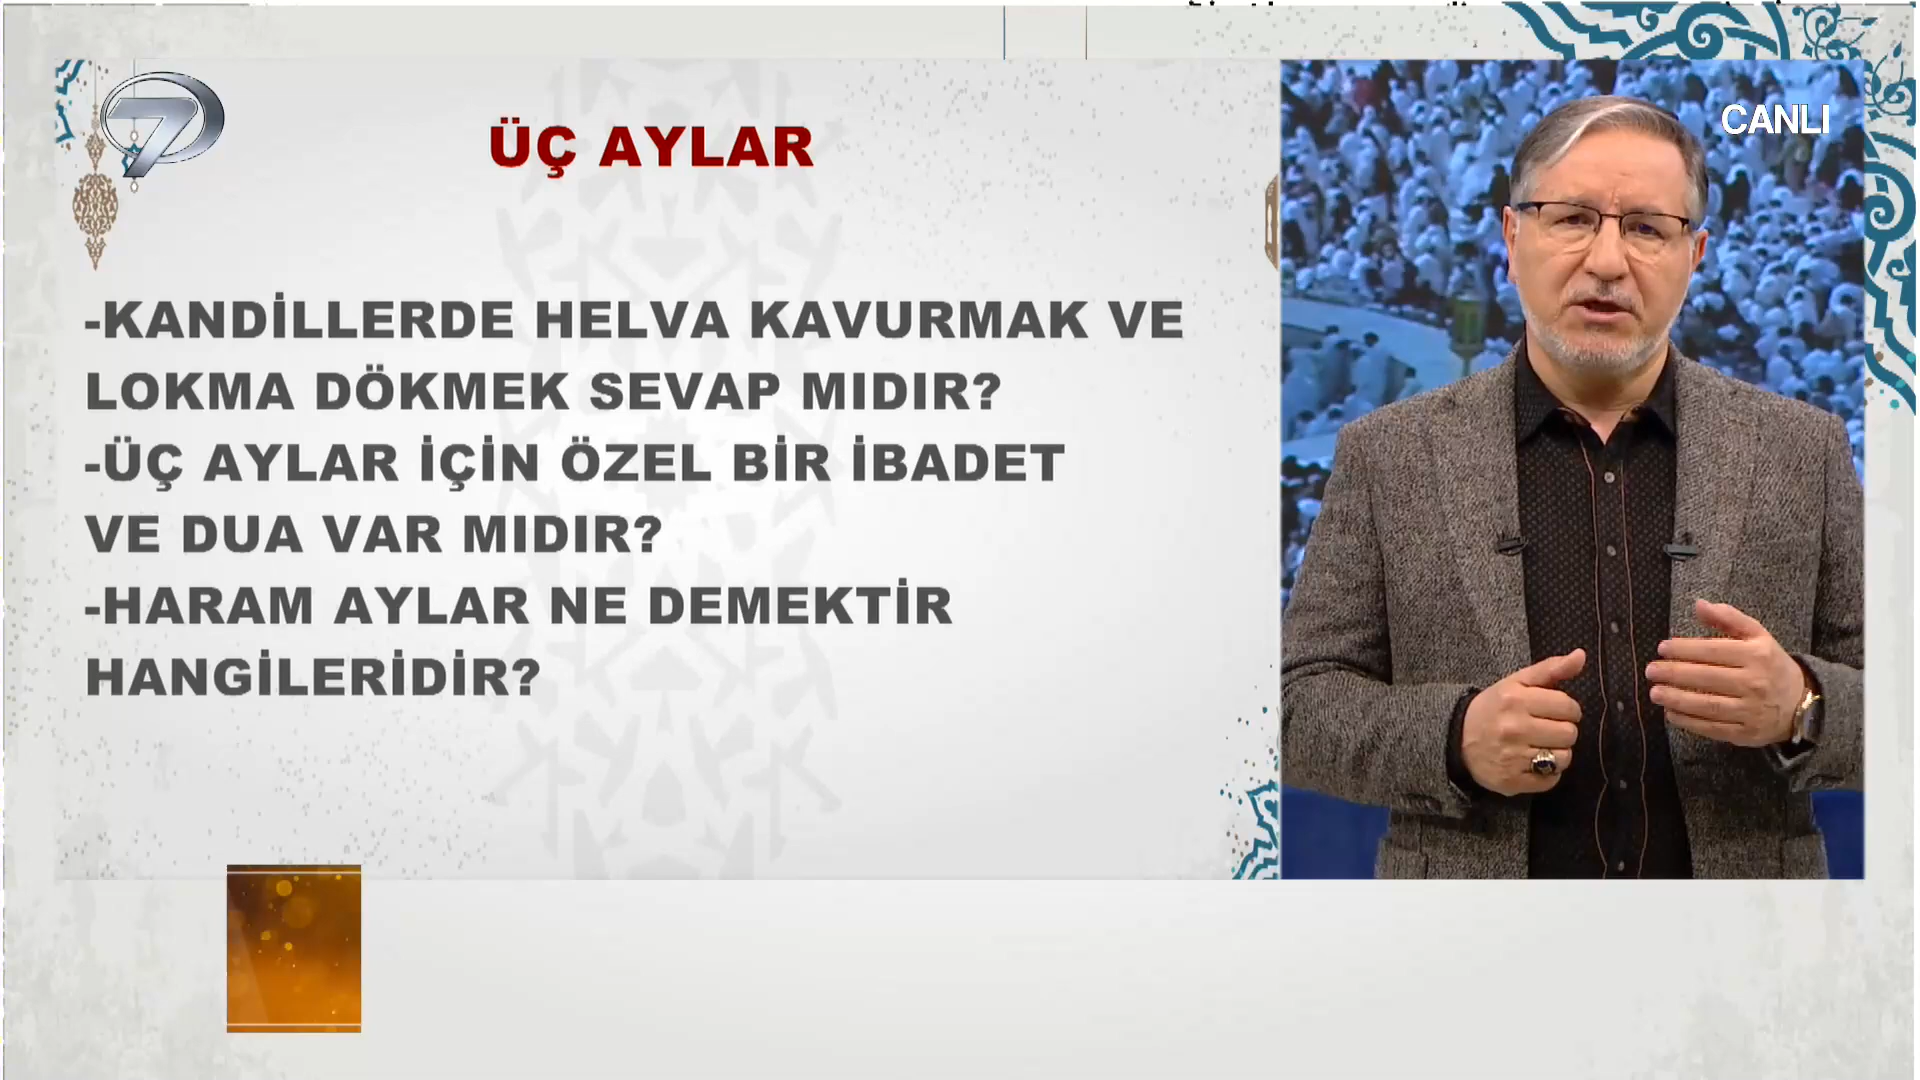 7
CANLI
ÜÇ AYLAR
-KANDİLLERDE HELVA KAVURMAK VE
LOKMA DÖKMEK SEVAP MIDIR?
-ÜÇ AYLAR İÇİN ÖZEL BİR İBADET
VE DUA VAR MIDIR?
-HARAM AYLAR NE DEMEKTİR
HANGİLERİDİR?